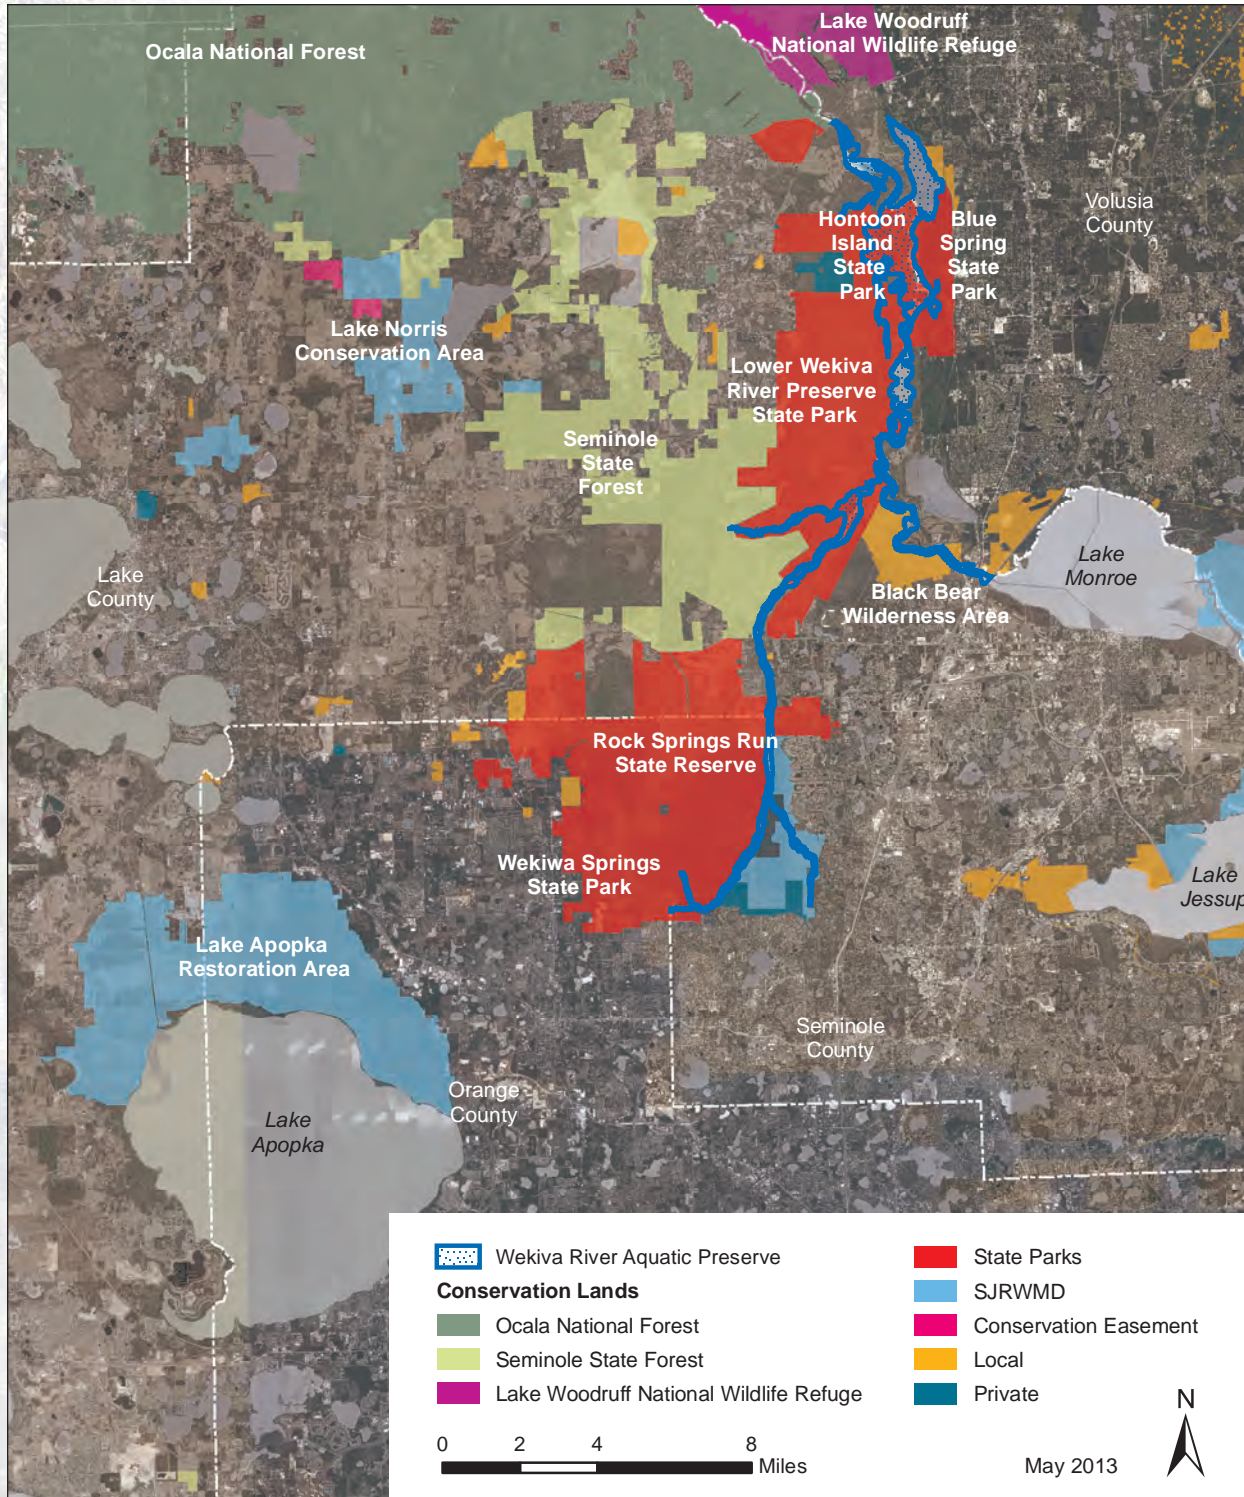 Ocala National Forest
Lake Woodruff
National Wildlife Refuge
Volusia
County
Hontoon
Island
State
Park
Blue
Spring
State
Park
Lake Norris
Conservation Area
Lower Wekiva
River Preserve
State Park
Seminole
State
Forest
Lake
County
Lake
Monroe
Black Bear
Wilderness Area
Rock Springs Run
State Reserve
Wekiwa Springs
State Park
Lake
Jessup
Lake Apopka
Restoration Area
Seminole
County
Orange
County
Lake
Apopka
Wekiva River Aquatic Preserve
Conservation Lands
Ocala National Forest
Seminole State Forest
Lake Woodruff National Wildlife Refuge
State Parks
SJRWMD
Conservation Easement
Local
Private
0 2 4 8
Miles
May 2013
N